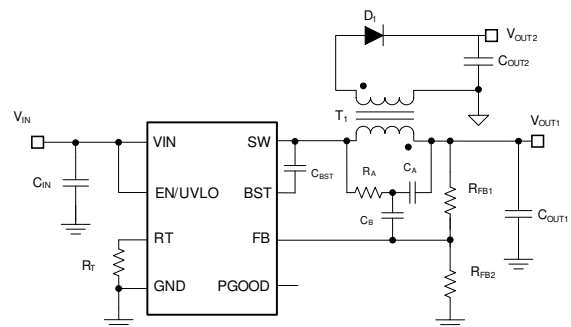 D1
VOUT2
COUT2
T1
VIN
VOUT1
VIN
SW
CBST
RA
CA
CIN
EN/UVLO
BST
RFB1
CB
COUT1
RT
RT
FB
GND
PGOOD
RFB2